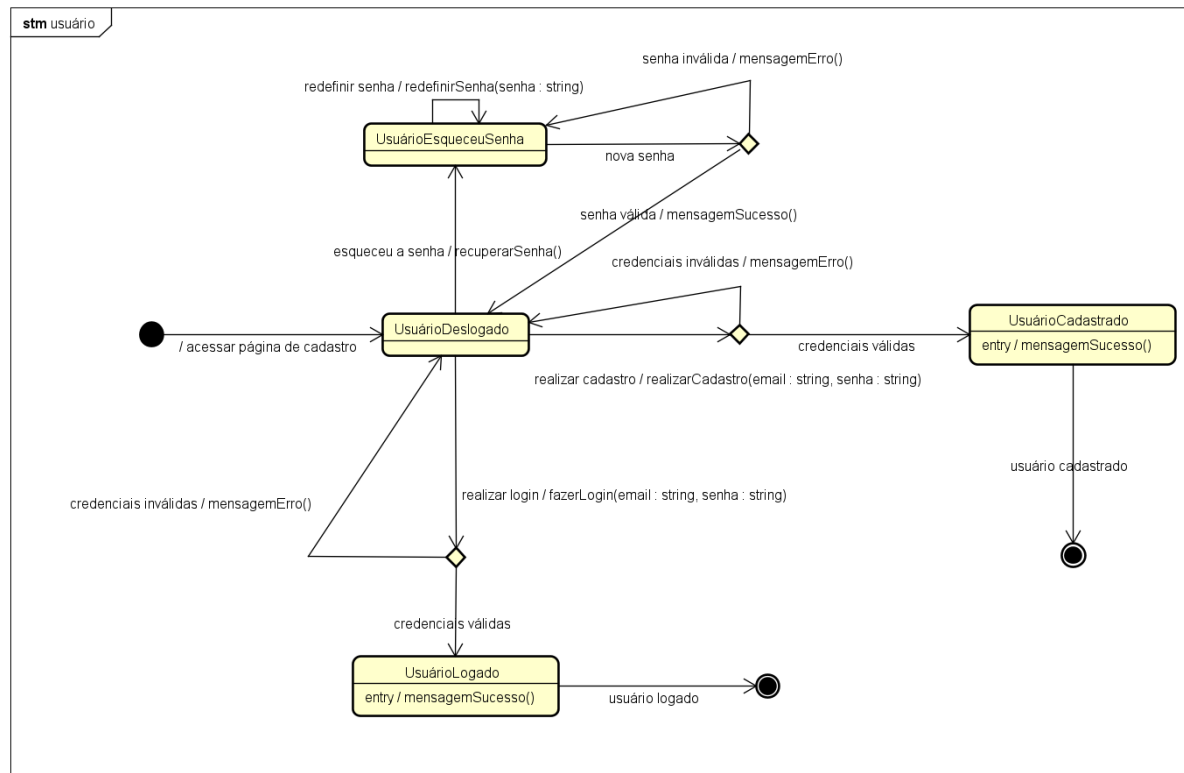 stm usuário
senha inválida / mensagemErro()
redefinir senha / redefinirSenha(senha : string)
UsuárioEsqueceuSenha
nova senha
senha válida / mensagemSucesso()
esqueceu a senha / recuperarSenha()
credenciais inválidas / mensagemErro()
UsuárioDeslogado
/ acessar página de cadastro
credenciais válidas
UsuárioCadastrado
entry / mensagemSucesso()
realizar cadastro / realizarCadastro(email : string, senha : string)
usuário cadastrado
credenciais inválidas / mensagemErro()
realizar login / fazerLogin(email : string, senha : string)
credenciais válidas
UsuárioLogado
entry / mensagemSucesso()
usuário logado